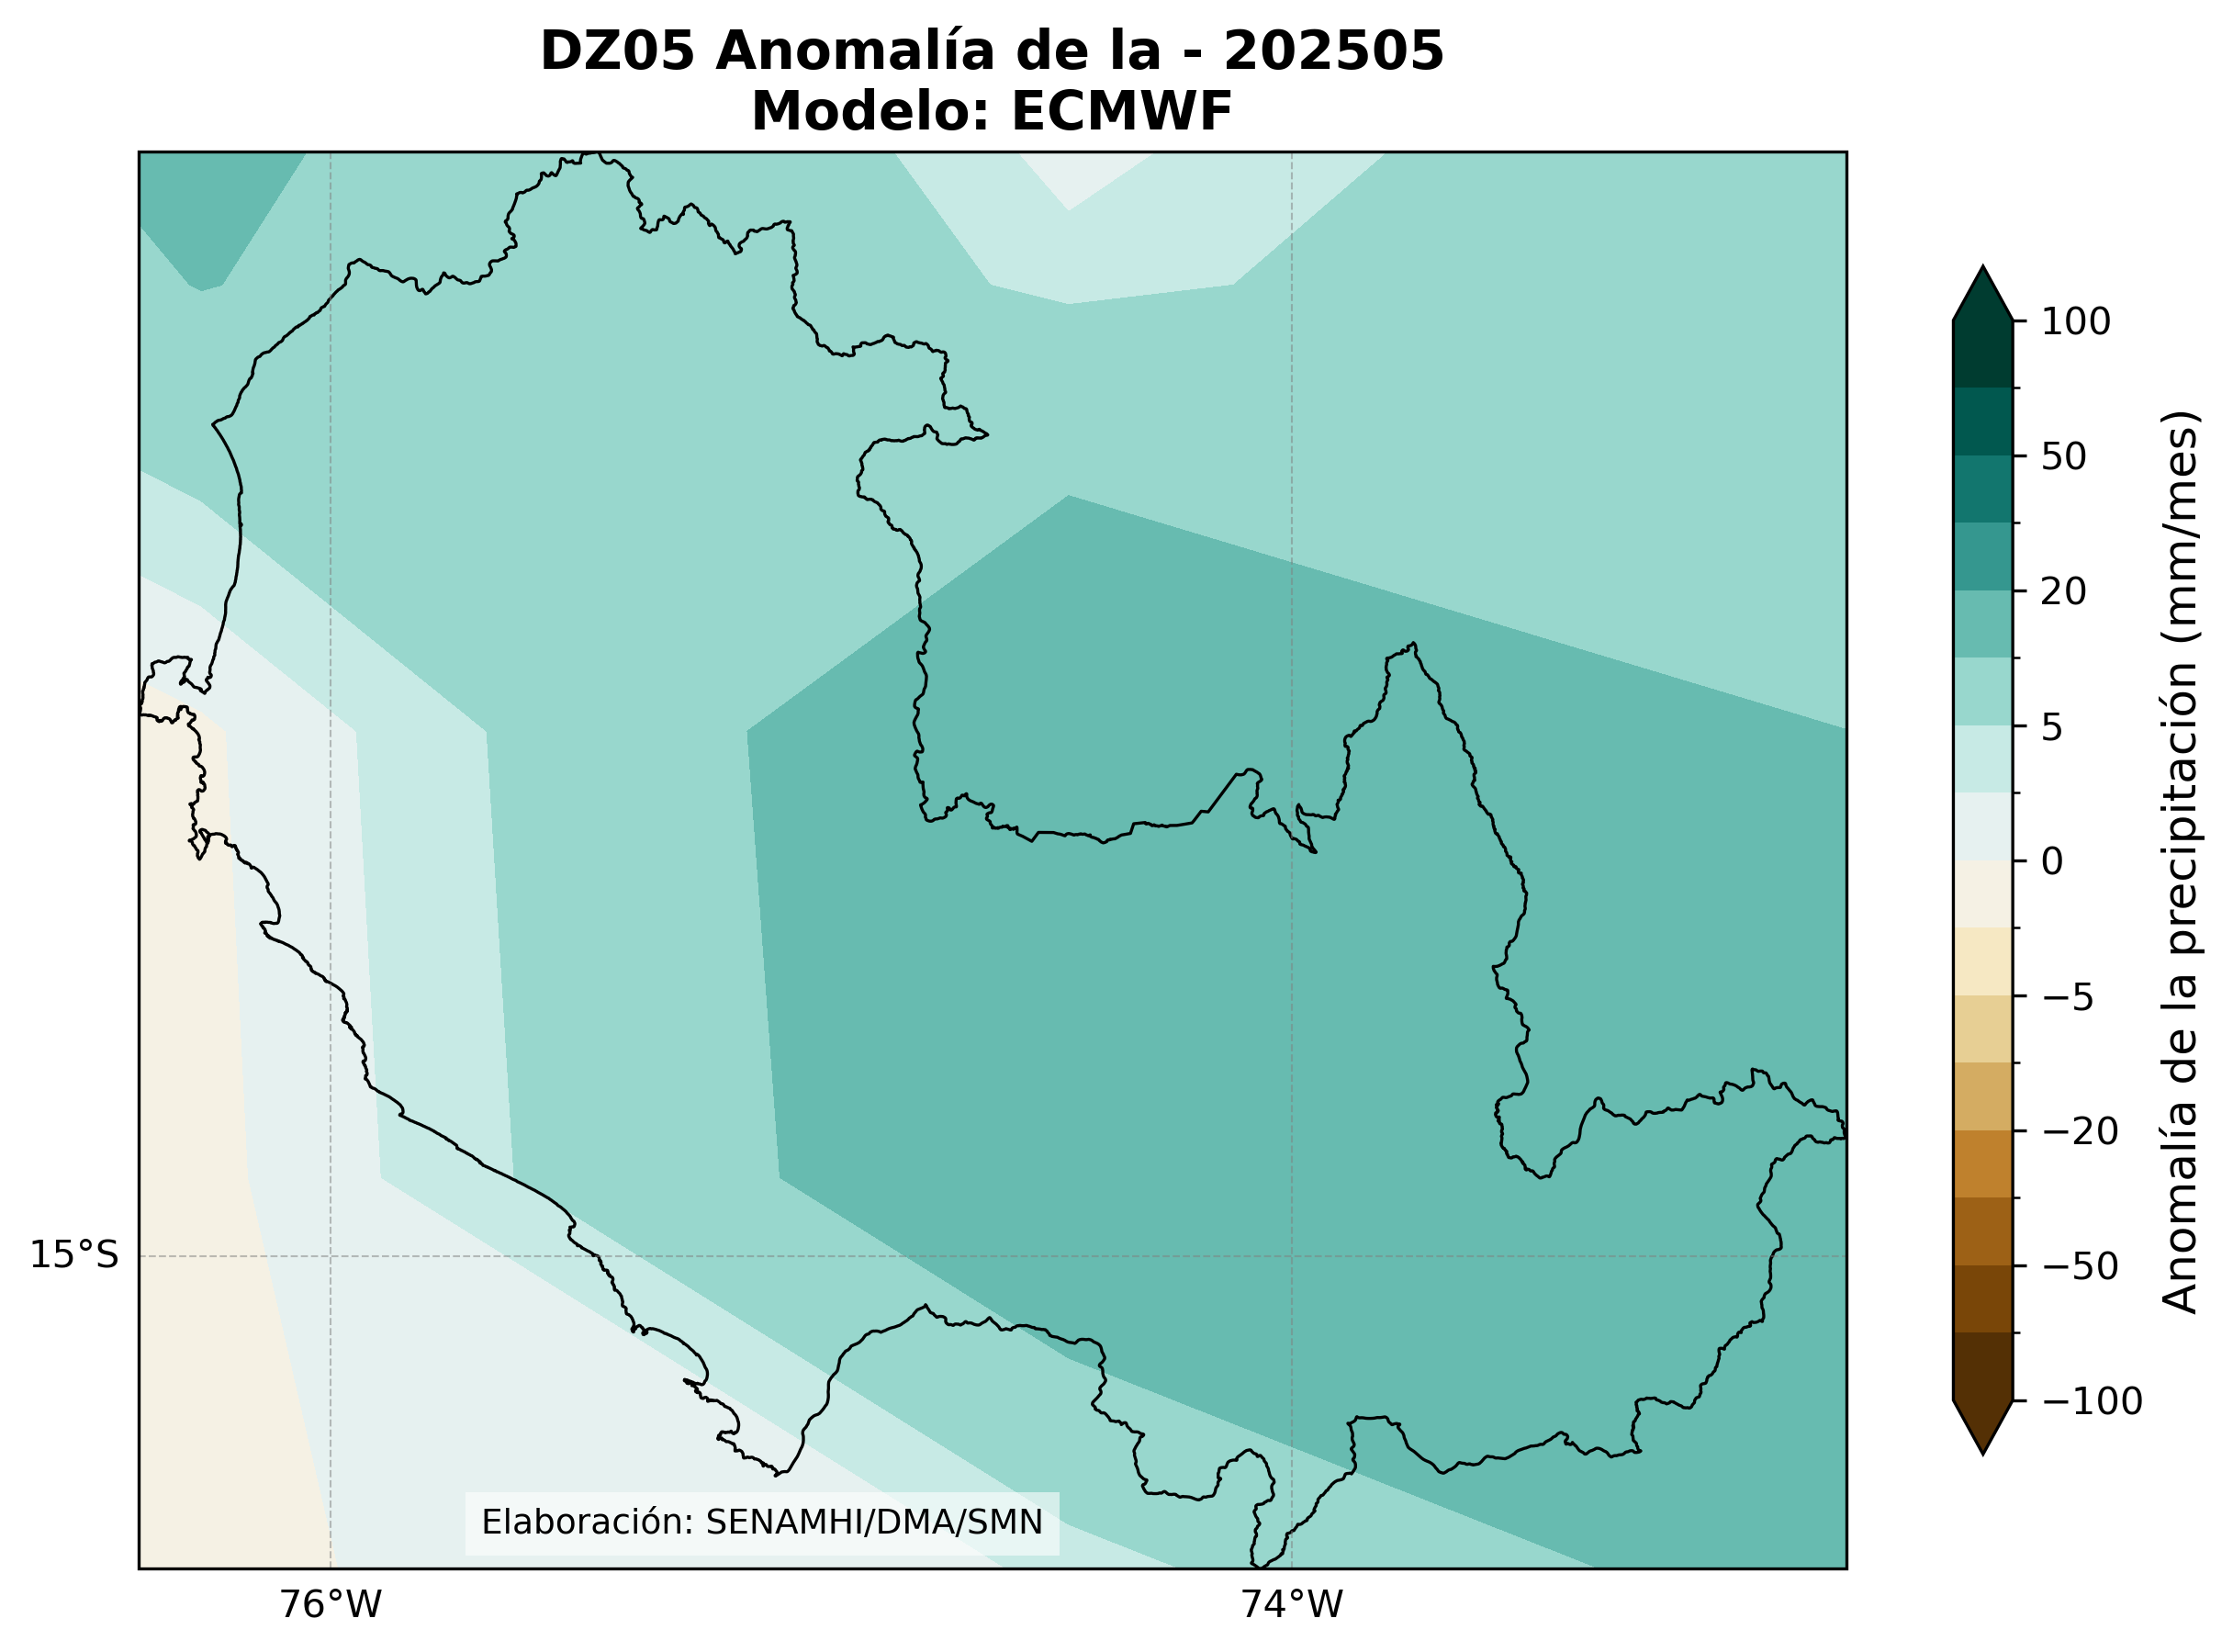 DZ05 Anomalía de la - 202505
Modelo: ECMWF
100
50
20
5
0
−5
−20
−50
−100
Anomalía de la precipitación (mm/mes)
15°S
Elaboración: SENAMHI/DMA/SMN
76°W
74°W